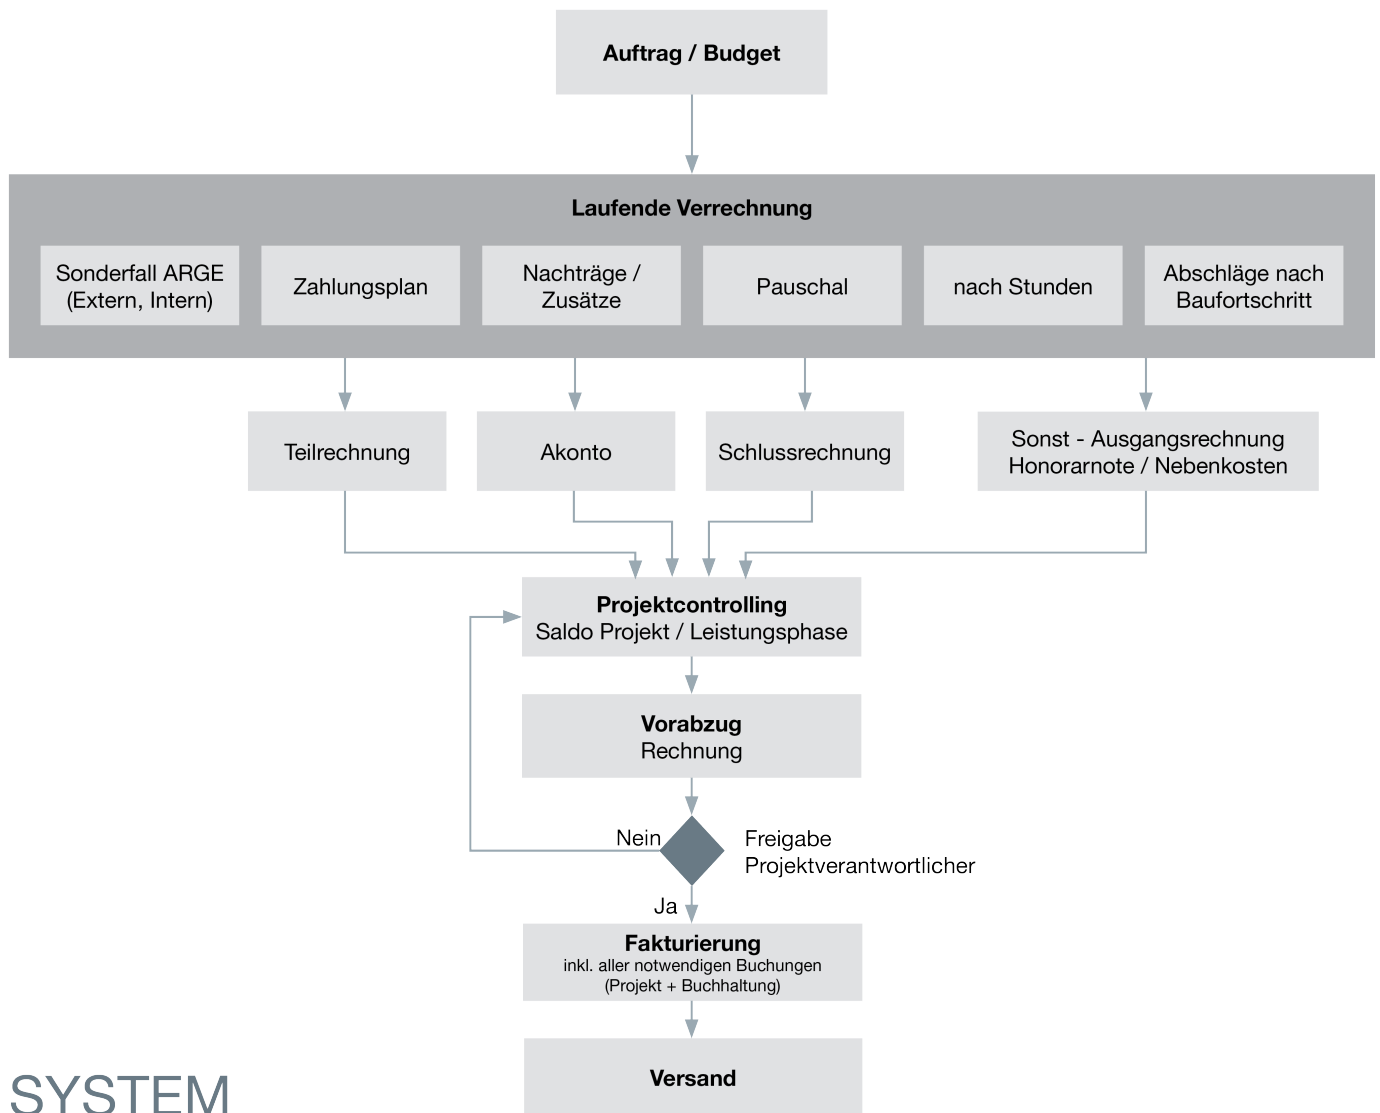 Auftrag / Budget
Laufende Verrechnung
Sonderfall ARGE
(Extern, Intern)
Zahlungsplan
Nachträge /
Zusätze
Pauschal
nach Stunden
Abschläge nach
Baufortschritt
Teilrechnung
Akonto
Schlussrechnung
Sonst - Ausgangsrechnung
Honorarnote / Nebenkosten
Projektcontrolling
Saldo Projekt / Leistungsphase
Vorabzug
Rechnung
Nein
Freigabe
Projektverantwortlicher
Ja
Fakturierung
inkl. aller notwendigen Buchungen
(Projekt + Buchhaltung)
Versand
SYSTEM